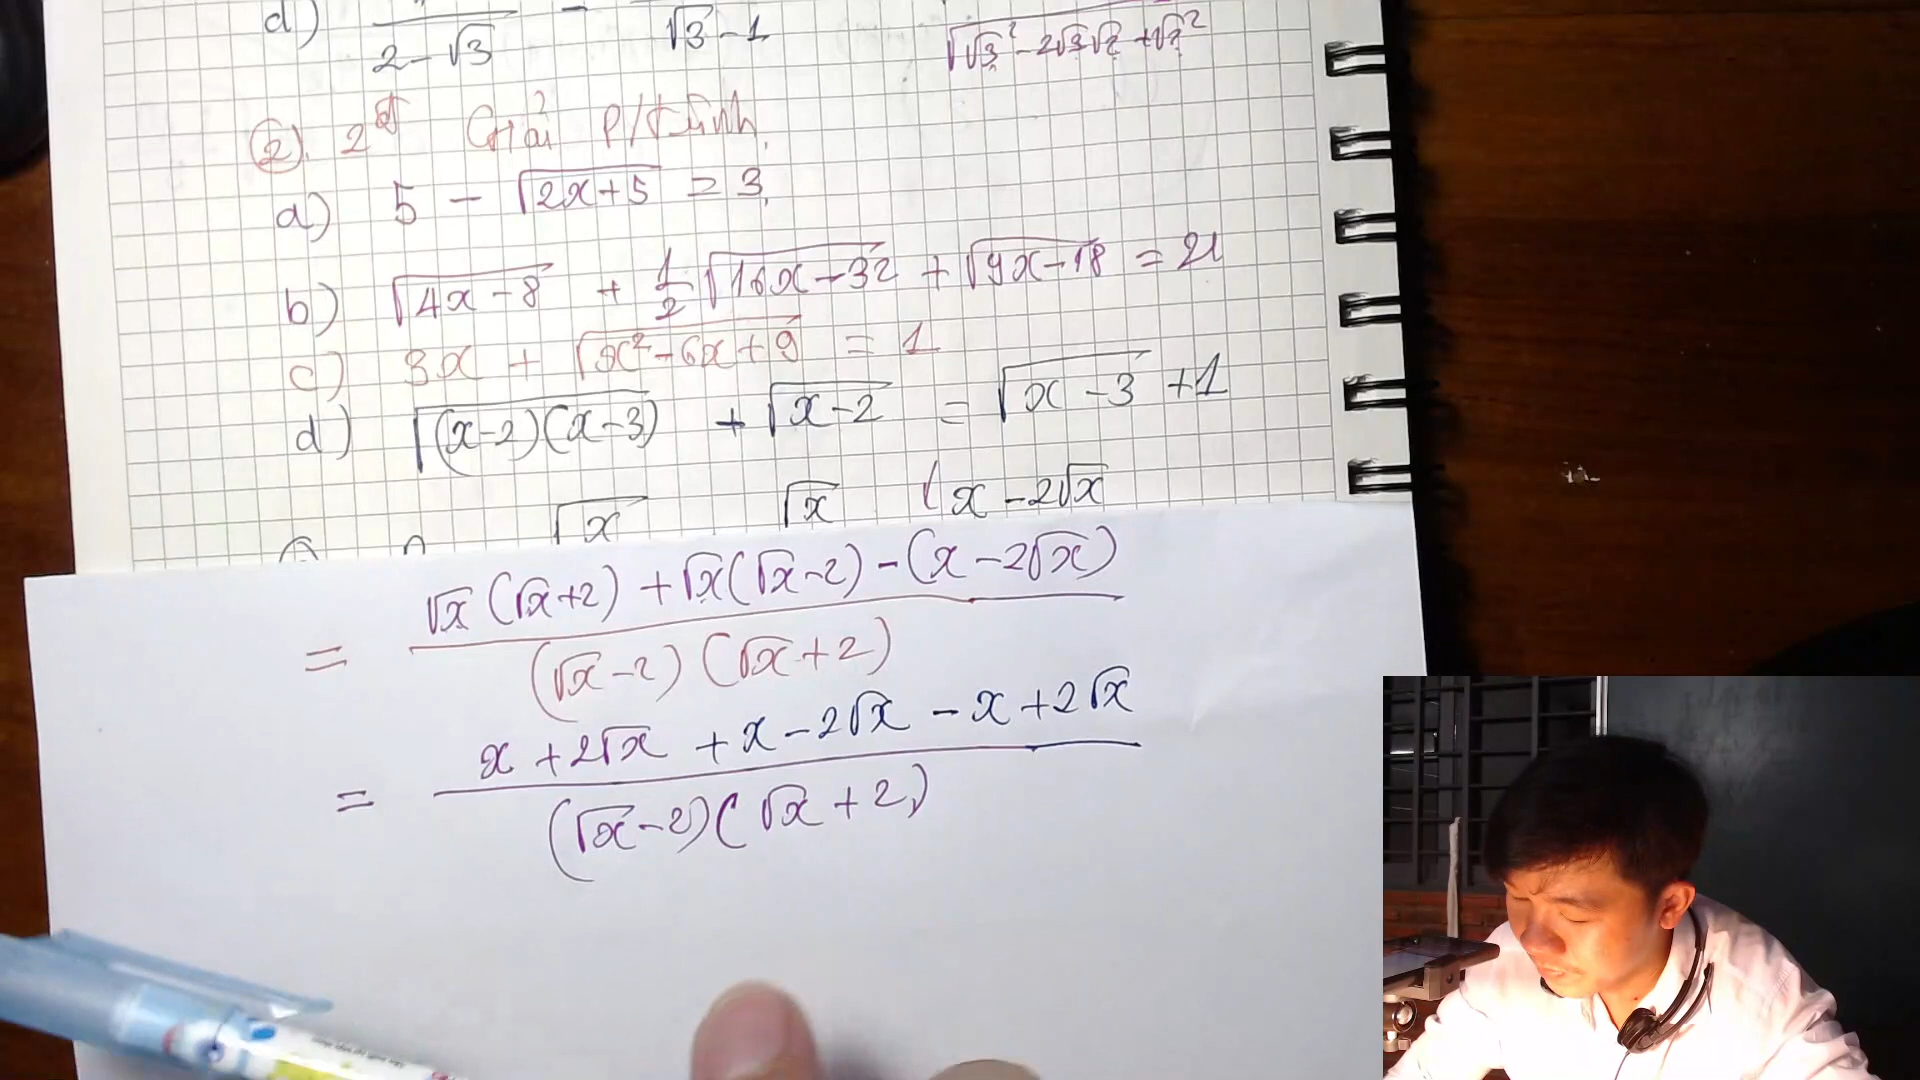 d) 2-√3 - √3-1 √(√3² - 2√3√2 + √2²)
②. 2đ Giải p/trình
a) 5 - √(2x+5) = 3
b) √(4x-8) + 1/2 √(16x-32) + √(9x-18) = 21
c) 3x + √(x²-6x+9) = 1
d) √((x-2)(x-3)) + √(x-2) = √(x-3) + 1
√x √x (x-2√x
= (√x(√x+2) + √x(√x-2) - (x-2√x)) / ((√x-2)(√x+2))
= (x+2√x + x-2√x - x+2√x) / ((√x-2)(√x+2))